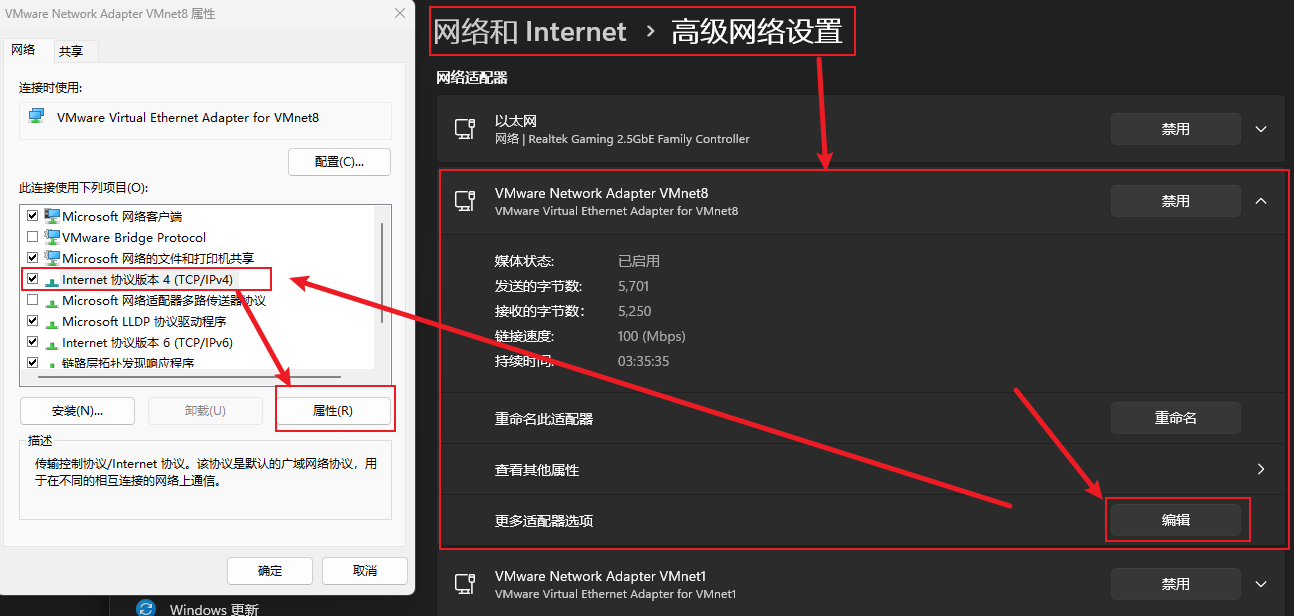 VMware Network Adapter VMnet8 属性
网络
共享
连接时使用:
VMware Virtual Ethernet Adapter for VMnet8
配置(C)...
此连接使用下列项目(O):
Microsoft 网络客户端
VMware Bridge Protocol
Microsoft 网络的文件和打印机共享
Internet 协议版本 4 (TCP/IPv4)
Microsoft 网络适配器多路传送器协议
Microsoft LLDP 协议驱动程序
Internet 协议版本 6 (TCP/IPv6)
链路层拓扑发现响应程序
安装(N)...
卸载(U)
属性(R)
描述
传输控制协议/Internet 协议。该协议是默认的广域网络协议，用
于在不同的相互连接的网络上通信。
确定
取消
Windows 更新
网络和 Internet › 高级网络设置
网络适配器
以太网
网络 | Realtek Gaming 2.5GbE Family Controller
禁用
VMware Network Adapter VMnet8
VMware Virtual Ethernet Adapter for VMnet8
禁用
媒体状态: 已启用
发送的字节数: 5,701
接收的字节数: 5,250
链接速度: 100 (Mbps)
持续时间: 03:35:35
重命名此适配器
重命名
查看其他属性
更多适配器选项
编辑
VMware Network Adapter VMnet1
VMware Virtual Ethernet Adapter for VMnet1
禁用